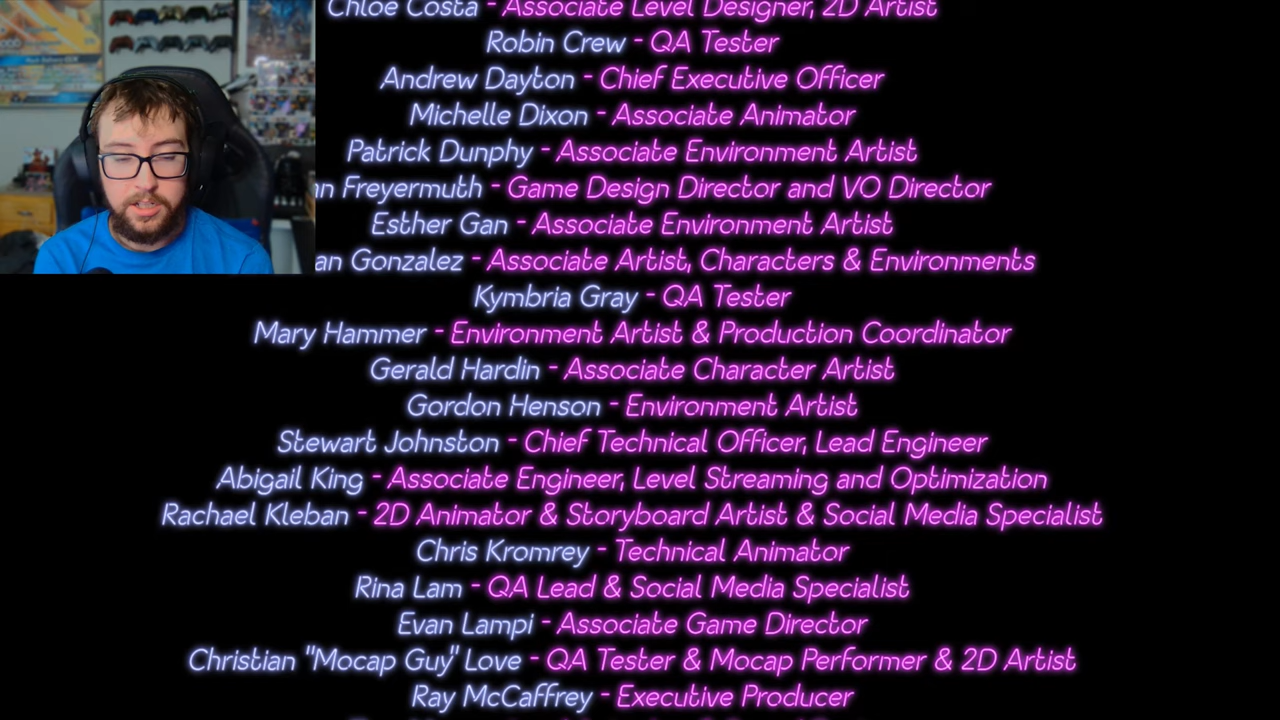 Chloe Costa - Associate Level Designer, 2D Artist
Robin Crew - QA Tester
Andrew Dayton - Chief Executive Officer
Michelle Dixon - Associate Animator
Patrick Dunphy - Associate Environment Artist
nn Freyermuth - Game Design Director and VO Director
Esther Gan - Associate Environment Artist
an Gonzalez - Associate Artist, Characters & Environments
Kymbria Gray - QA Tester
Mary Hammer - Environment Artist & Production Coordinator
Gerald Hardin - Associate Character Artist
Gordon Henson - Environment Artist
Stewart Johnston - Chief Technical Officer, Lead Engineer
Abigail King - Associate Engineer, Level Streaming and Optimization
Rachael Kleban - 2D Animator & Storyboard Artist & Social Media Specialist
Chris Kromrey - Technical Animator
Rina Lam - QA Lead & Social Media Specialist
Evan Lampi - Associate Game Director
Christian "Mocap Guy" Love - QA Tester & Mocap Performer & 2D Artist
Ray McCaffrey - Executive Producer